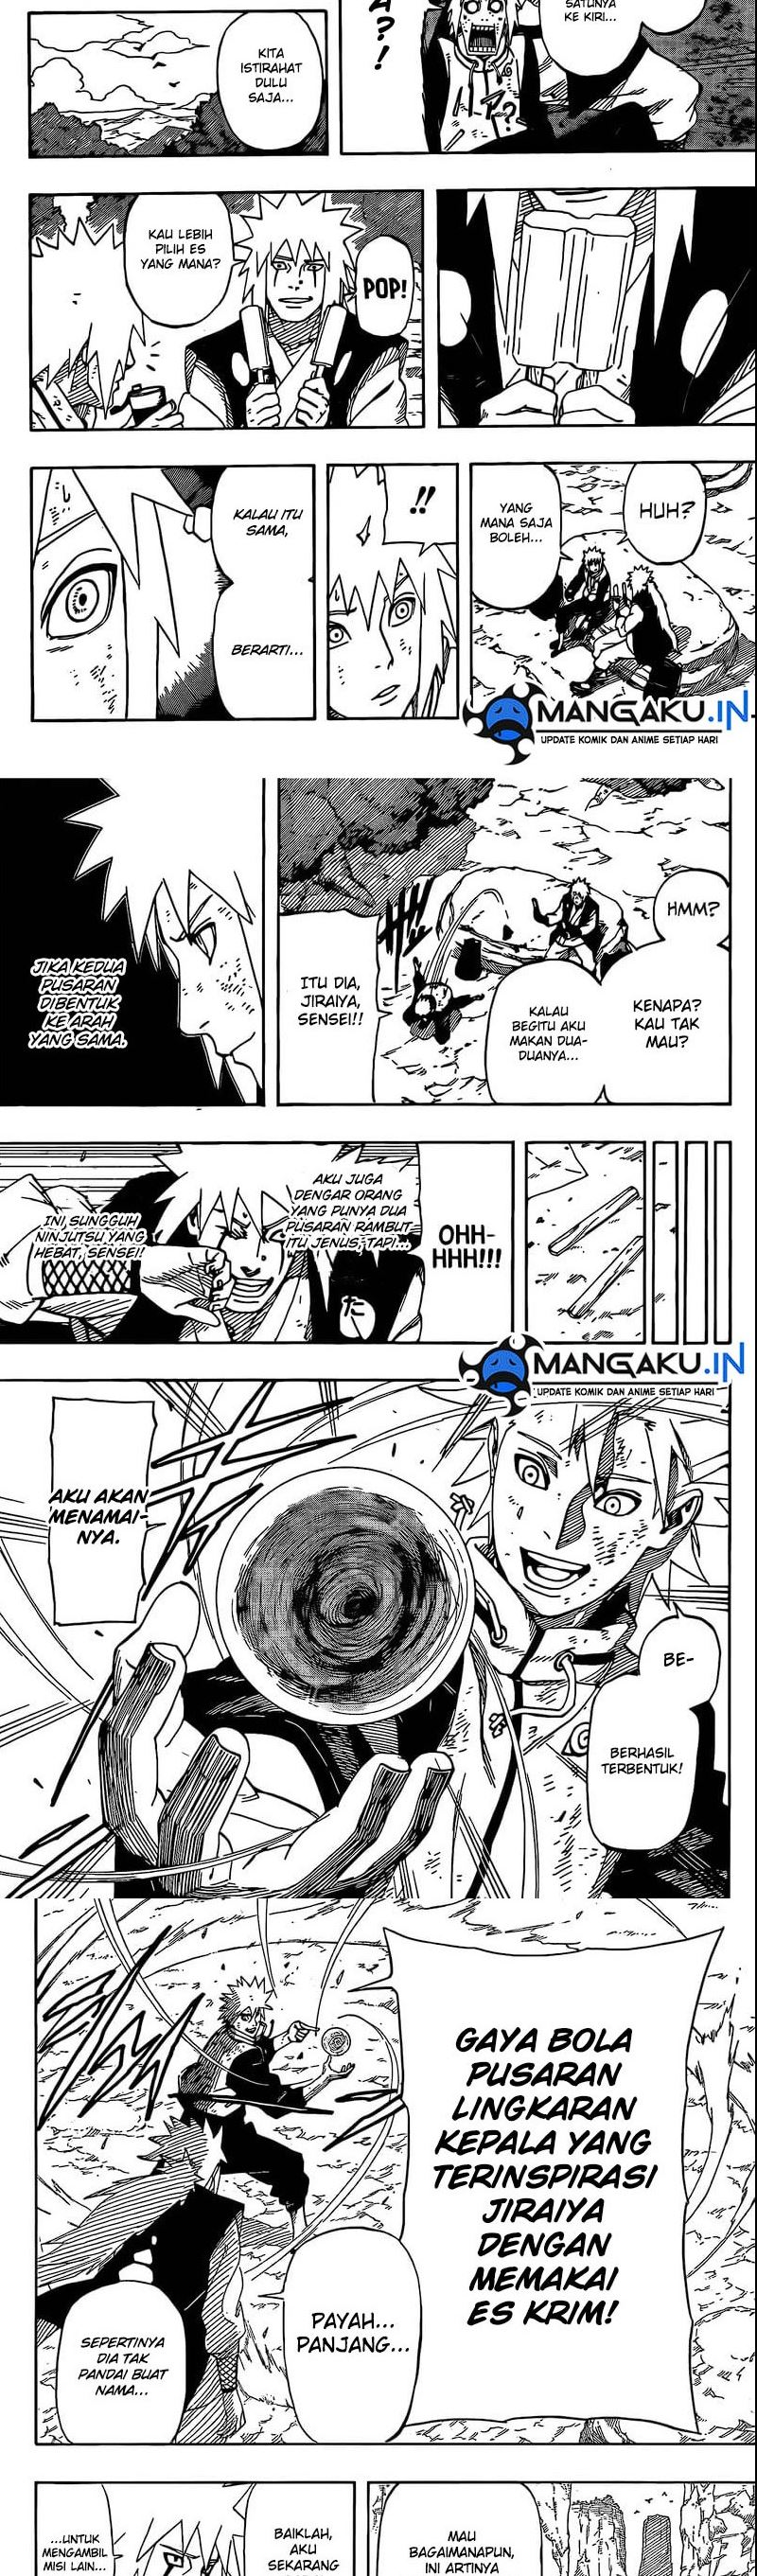 A?!
SATUNYA
KE KIRI...
KITA
ISTIRAHAT
DULU
SAJA...
KAU LEBIH
PILIH ES
YANG MANA?
POP!
KALAU ITU
SAMA,
BERARTI...
!!
YANG
MANA SAJA
BOLEH...
HUH?
MANGAKU.IN
UPDATE KOMIK DAN ANIME SETIAP HARI
JIKA KEDUA
PUSARAN
DIBENTUK
KE ARAH
YANG SAMA.
ITU DIA,
JIRAIYA,
SENSEI!!
HMM?
KENAPA?
KAU TAK
MAU?
KALAU
BEGITU AKU
MAKAN DUA-
DUANYA...
INI SUNGGUH
NINJUTSU YANG
HEBAT, SENSEI!
AKU JUGA
DENGAR ORANG
YANG PUNYA DUA
PUSARAN RAMBUT
ITU JENUS, TAPI...
OHH-
HHH!!!
た
MANGAKU.IN
UPDATE KOMIK DAN ANIME SETIAP HARI
AKU AKAN
MENAMAI-
NYA.
BE-
BERHASIL
TERBENTUK!
GAYA BOLA
PUSARAN
LINGKARAN
KEPALA YANG
TERINSPIRASI
JIRAIYA
DENGAN
MEMAKAI
ES KRIM!
PAYAH...
PANJANG...
SEPERTINYA
DIA TAK
PANDAI BUAT
NAMA...
...UNTUK
MENGAMBIL
MISI LAIN...
BAIKLAH,
AKU
SEKARANG
MAU
BAGAIMANAPUN,
INI ARTINYA